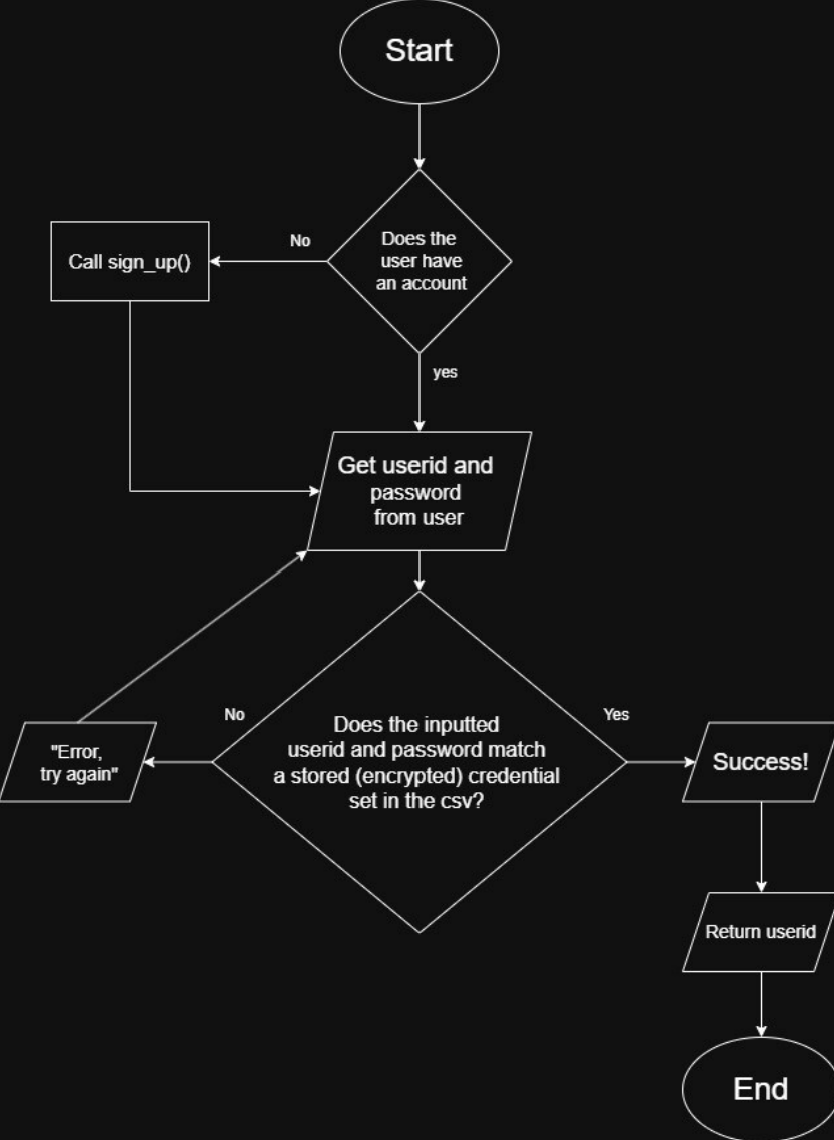 Start
Does the
user have
an account
No
Call sign_up()
yes
Get userid and
password
from user
No
Yes
Does the inputted
userid and password match
a stored (encrypted) credential
set in the csv?
"Error,
try again"
Success!
Return userid
End